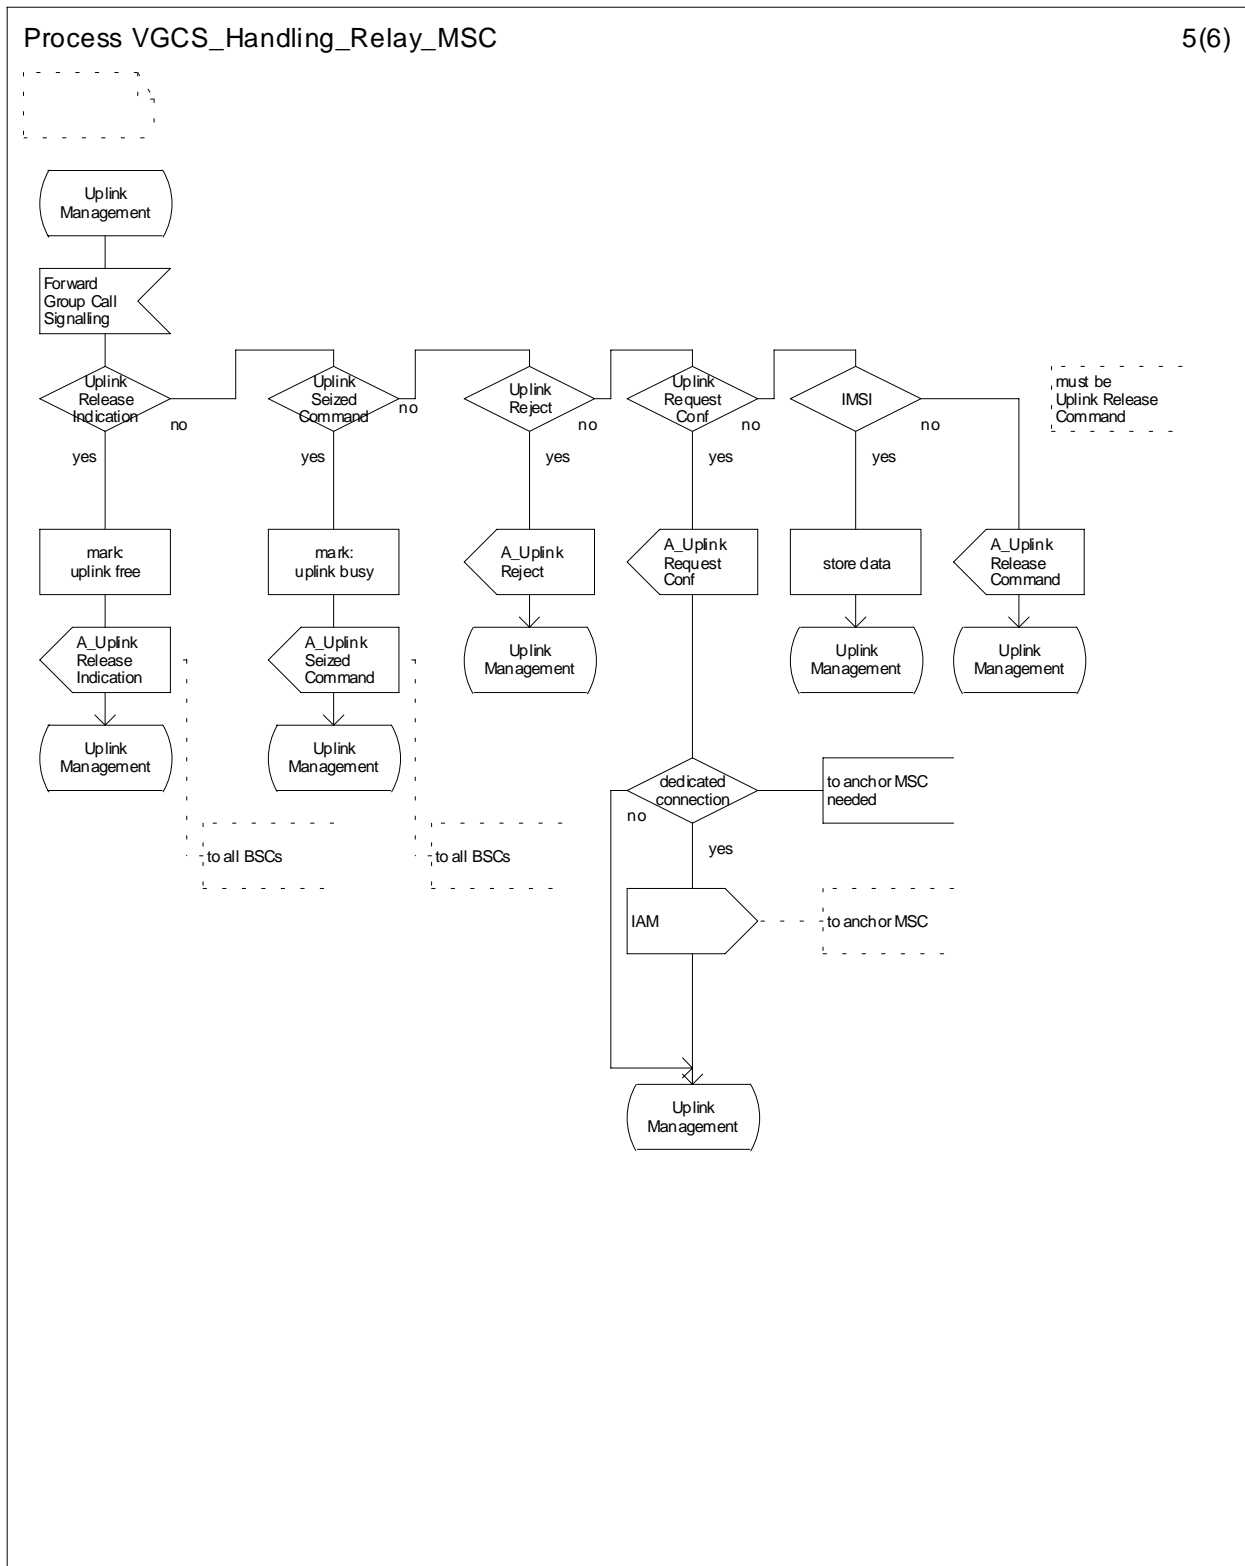 Process VGCS_Handling_Relay_MSC
5(6)
Uplink
Management
Forward
Group Call
Signalling
Uplink
Release
Indication
no
yes
Uplink
Seized
Command
no
yes
Uplink
Reject
no
yes
Uplink
Request
Conf
no
yes
IMSI
no
yes
must be
Uplink Release
Command
mark:
uplink free
mark:
uplink busy
A_Uplink
Reject
A_Uplink
Request
Conf
store data
A_Uplink
Release
Command
A_Uplink
Release
Indication
A_Uplink
Seized
Command
Uplink
Management
Uplink
Management
Uplink
Management
Uplink
Management
Uplink
Management
dedicated
connection
no
yes
to anchor MSC
needed
to all BSCs
to all BSCs
IAM
to anchor MSC
Uplink
Management